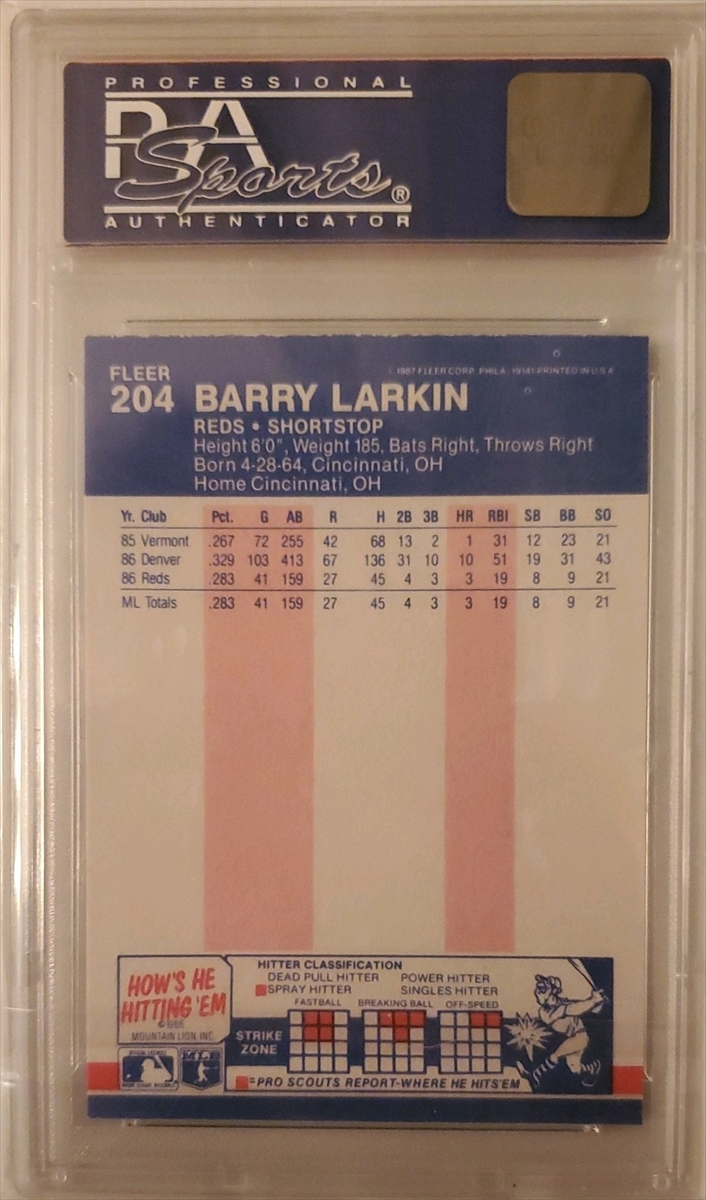 PROFESSIONAL
PSA
Sports®
AUTHENTICATOR
© 1987 FLEER CORP. PHILA. 19141 PRINTED IN U.S.A.
FLEER
204 BARRY LARKIN
REDS • SHORTSTOP
Height 6'0", Weight 185, Bats Right, Throws Right
Born 4-28-64, Cincinnati, OH
Home Cincinnati, OH
Yr. Club Pct. G AB R H 2B 3B HR RBI SB BB SO
85 Vermont .267 72 255 42 68 13 2 1 31 12 23 21
86 Denver .329 103 413 67 136 31 10 10 51 19 31 43
86 Reds .283 41 159 27 45 4 3 3 19 8 9 21
ML Totals .283 41 159 27 45 4 3 3 19 8 9 21
HOW'S HE
HITTING 'EM
©1986
MOUNTAIN LION, INC.
HITTER CLASSIFICATION
DEAD PULL HITTER POWER HITTER
SPRAY HITTER SINGLES HITTER
FASTBALL BREAKING BALL OFF-SPEED
STRIKE
ZONE
=PRO SCOUTS REPORT-WHERE HE HITS 'EM